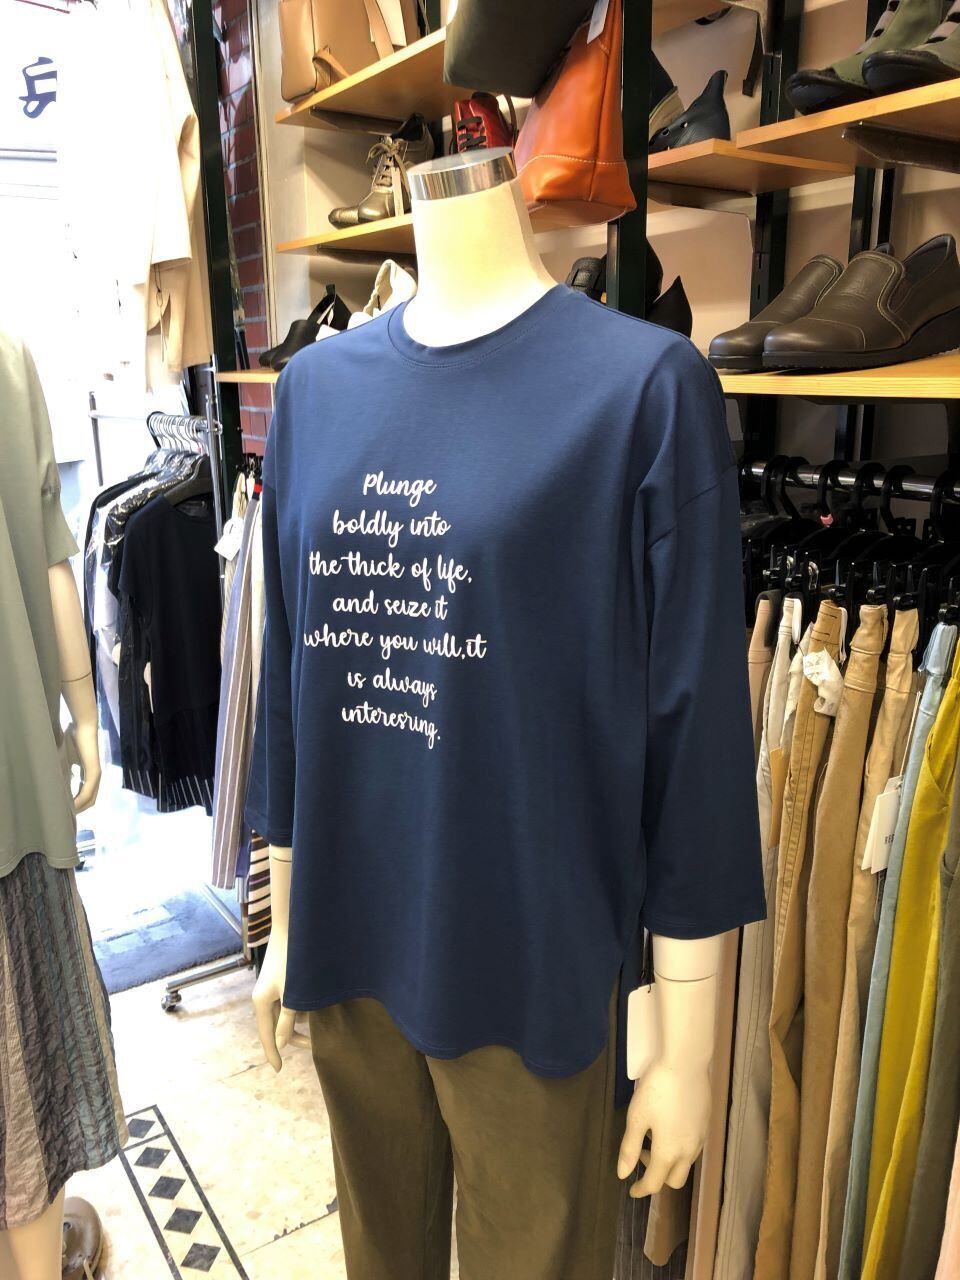 Plunge
boldly into
the thick of life,
and seize it
where you will,it
is always
interesring.